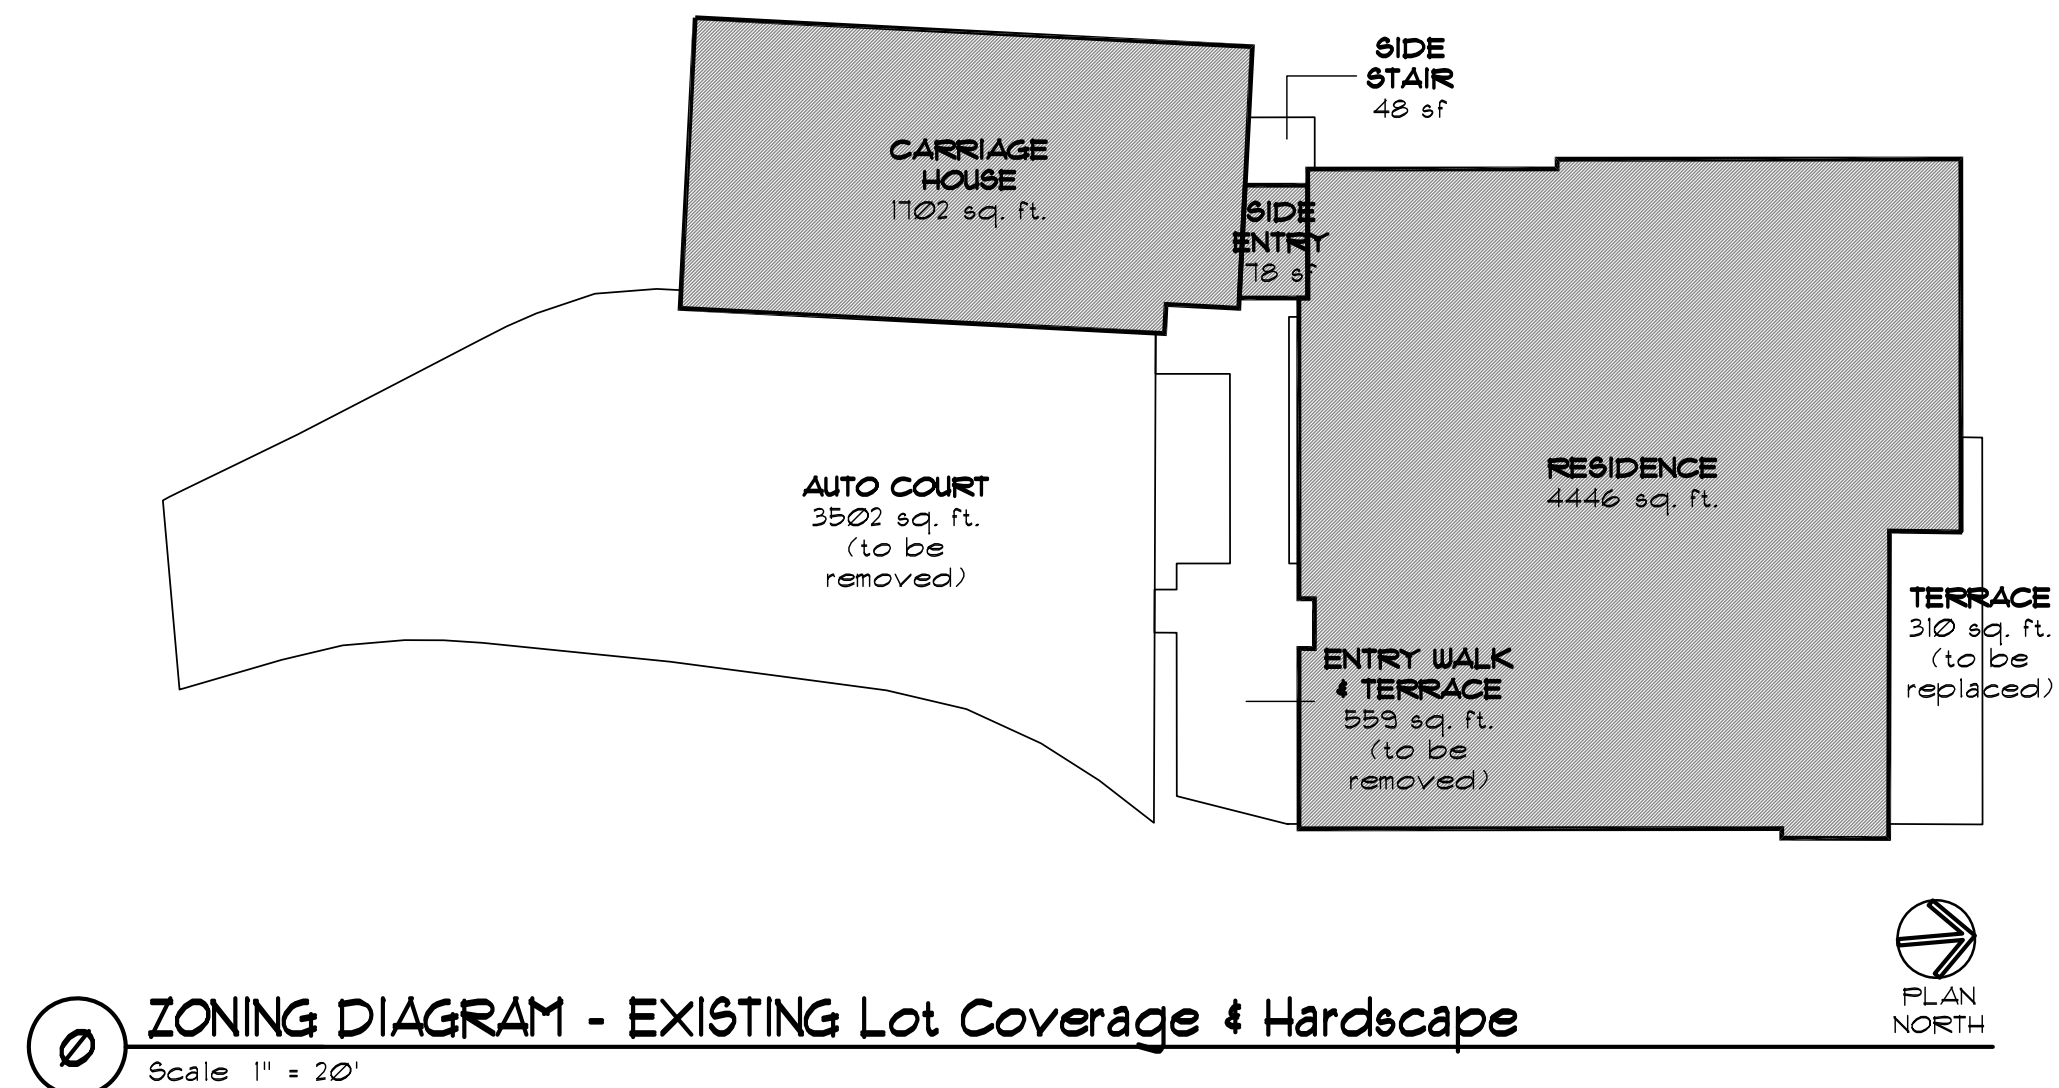 SIDE
STAIR
48 sf
CARRIAGE
HOUSE
1702 sq. ft.
SIDE
ENTRY
78 sf
RESIDENCE
4446 sq. ft.
AUTO COURT
3502 sq. ft.
(to be
removed)
TERRACE
310 sq. ft.
(to be
replaced)
ENTRY WALK
& TERRACE
559 sq. ft.
(to be
removed)
PLAN
NORTH
0
ZONING DIAGRAM - EXISTING Lot Coverage & Hardscape
Scale 1" = 20'